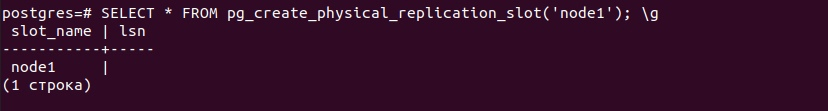 postgres=# SELECT * FROM pg_create_physical_replication_slot('node1'); \g
 slot_name | lsn
-----------+-----
 node1     |
(1 строка)